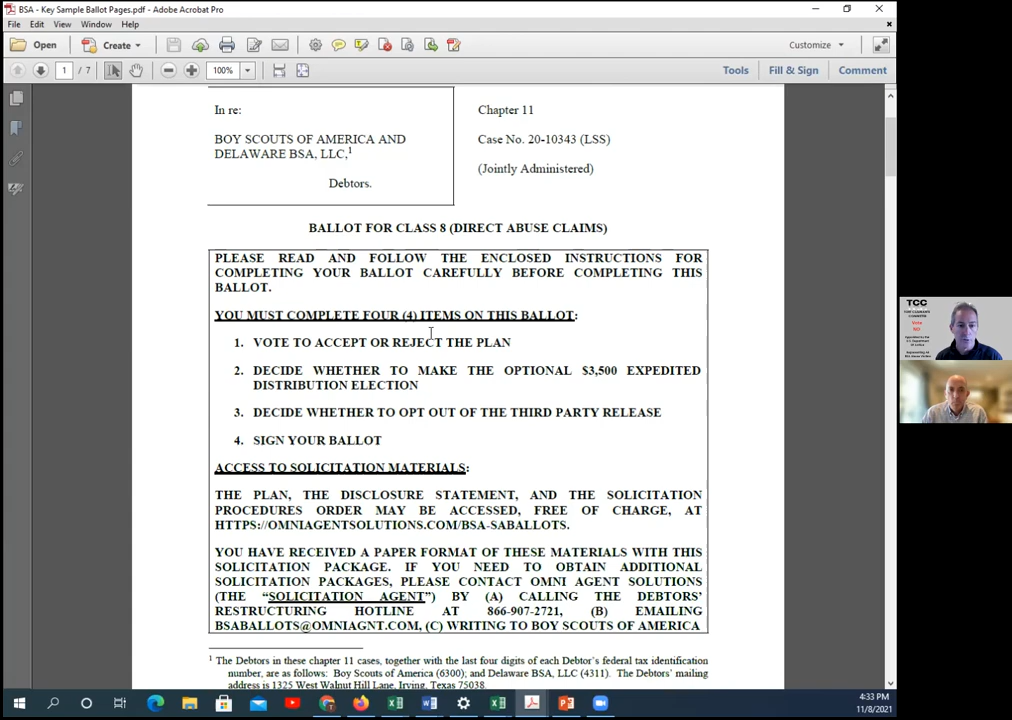 BSA - Key Sample Ballot Pages.pdf - Adobe Acrobat Pro
File Edit View Window Help
Open Create Customize
1 / 7 100% Tools Fill & Sign Comment
In re:
BOY SCOUTS OF AMERICA AND
DELAWARE BSA, LLC,1
Debtors.
Chapter 11
Case No. 20-10343 (LSS)
(Jointly Administered)
BALLOT FOR CLASS 8 (DIRECT ABUSE CLAIMS)
PLEASE READ AND FOLLOW THE ENCLOSED INSTRUCTIONS FOR
COMPLETING YOUR BALLOT CAREFULLY BEFORE COMPLETING THIS
BALLOT.
YOU MUST COMPLETE FOUR (4) ITEMS ON THIS BALLOT:
1. VOTE TO ACCEPT OR REJECT THE PLAN
2. DECIDE WHETHER TO MAKE THE OPTIONAL $3,500 EXPEDITED
DISTRIBUTION ELECTION
3. DECIDE WHETHER TO OPT OUT OF THE THIRD PARTY RELEASE
4. SIGN YOUR BALLOT
ACCESS TO SOLICITATION MATERIALS:
THE PLAN, THE DISCLOSURE STATEMENT, AND THE SOLICITATION
PROCEDURES ORDER MAY BE ACCESSED, FREE OF CHARGE, AT
HTTPS://OMNIAGENTSOLUTIONS.COM/BSA-SABALLOTS.
YOU HAVE RECEIVED A PAPER FORMAT OF THESE MATERIALS WITH THIS
SOLICITATION PACKAGE. IF YOU NEED TO OBTAIN ADDITIONAL
SOLICITATION PACKAGES, PLEASE CONTACT OMNI AGENT SOLUTIONS
(THE “SOLICITATION AGENT”) BY (A) CALLING THE DEBTORS’
RESTRUCTURING HOTLINE AT 866-907-2721, (B) EMAILING
BSABALLOTS@OMNIAGNT.COM, (C) WRITING TO BOY SCOUTS OF AMERICA
1 The Debtors in these chapter 11 cases, together with the last four digits of each Debtor’s federal tax identification
number, are as follows: Boy Scouts of America (6300); and Delaware BSA, LLC (4311). The Debtors’ mailing
address is 1325 West Walnut Hill Lane, Irving, Texas 75038.
TCC
Vote
4:33 PM
11/8/2021